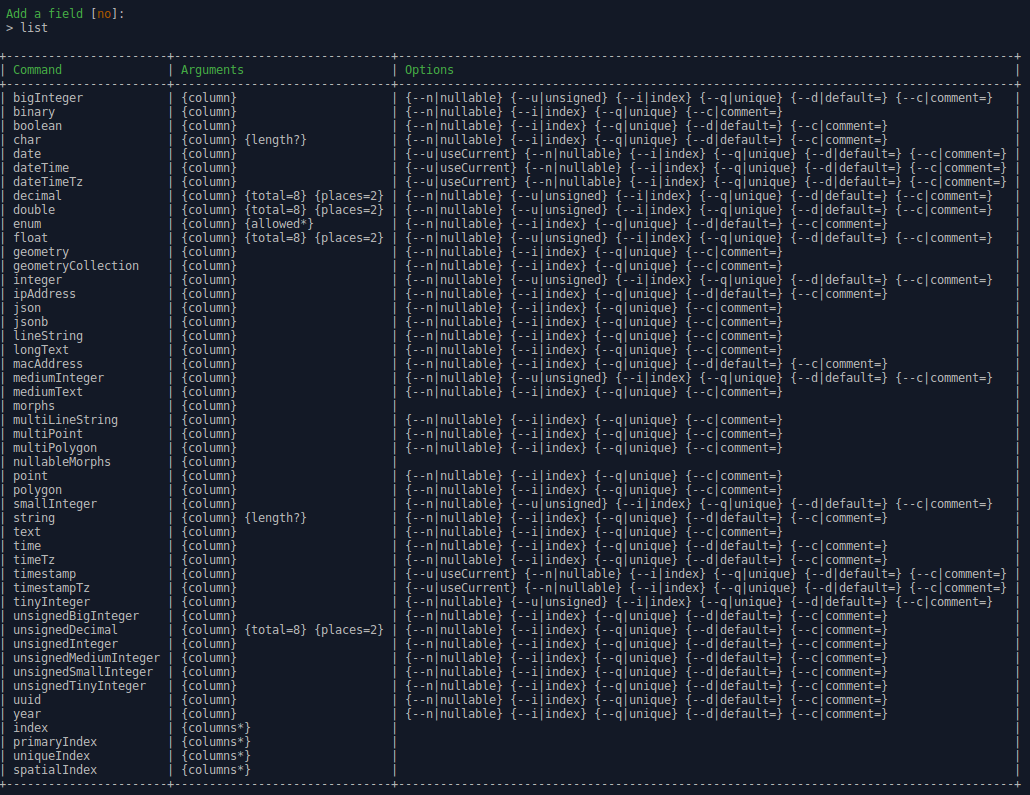 Add a field [no]:
> list
+-----------------------+-------------------------------+----------------------------------------------------------------------------------------+
| Command               | Arguments                     | Options                                                                                |
+-----------------------+-------------------------------+----------------------------------------------------------------------------------------+
| bigInteger            | {column}                      | {--n|nullable} {--u|unsigned} {--i|index} {--q|unique} {--d|default=} {--c|comment=}   |
| binary                | {column}                      | {--n|nullable} {--i|index} {--q|unique} {--c|comment=}                                 |
| boolean               | {column}                      | {--n|nullable} {--i|index} {--q|unique} {--d|default=} {--c|comment=}                  |
| char                  | {column} {length?}            | {--n|nullable} {--i|index} {--q|unique} {--d|default=} {--c|comment=}                  |
| date                  | {column}                      | {--u|useCurrent} {--n|nullable} {--i|index} {--q|unique} {--d|default=} {--c|comment=} |
| dateTime              | {column}                      | {--u|useCurrent} {--n|nullable} {--i|index} {--q|unique} {--d|default=} {--c|comment=} |
| dateTimeTz            | {column}                      | {--u|useCurrent} {--n|nullable} {--i|index} {--q|unique} {--d|default=} {--c|comment=} |
| decimal               | {column} {total=8} {places=2} | {--n|nullable} {--u|unsigned} {--i|index} {--q|unique} {--d|default=} {--c|comment=}   |
| double                | {column} {total=8} {places=2} | {--n|nullable} {--u|unsigned} {--i|index} {--q|unique} {--d|default=} {--c|comment=}   |
| enum                  | {column} {allowed*}           | {--n|nullable} {--i|index} {--q|unique} {--d|default=} {--c|comment=}                  |
| float                 | {column} {total=8} {places=2} | {--n|nullable} {--u|unsigned} {--i|index} {--q|unique} {--d|default=} {--c|comment=}   |
| geometry              | {column}                      | {--n|nullable} {--i|index} {--q|unique} {--c|comment=}                                 |
| geometryCollection    | {column}                      | {--n|nullable} {--i|index} {--q|unique} {--c|comment=}                                 |
| integer               | {column}                      | {--n|nullable} {--u|unsigned} {--i|index} {--q|unique} {--d|default=} {--c|comment=}   |
| ipAddress             | {column}                      | {--n|nullable} {--i|index} {--q|unique} {--d|default=} {--c|comment=}                  |
| json                  | {column}                      | {--n|nullable} {--i|index} {--q|unique} {--c|comment=}                                 |
| jsonb                 | {column}                      | {--n|nullable} {--i|index} {--q|unique} {--c|comment=}                                 |
| lineString            | {column}                      | {--n|nullable} {--i|index} {--q|unique} {--c|comment=}                                 |
| longText              | {column}                      | {--n|nullable} {--i|index} {--q|unique} {--c|comment=}                                 |
| macAddress            | {column}                      | {--n|nullable} {--i|index} {--q|unique} {--d|default=} {--c|comment=}                  |
| mediumInteger         | {column}                      | {--n|nullable} {--u|unsigned} {--i|index} {--q|unique} {--d|default=} {--c|comment=}   |
| mediumText            | {column}                      | {--n|nullable} {--i|index} {--q|unique} {--c|comment=}                                 |
| morphs                | {column}                      |                                                                                        |
| multiLineString       | {column}                      | {--n|nullable} {--i|index} {--q|unique} {--c|comment=}                                 |
| multiPoint            | {column}                      | {--n|nullable} {--i|index} {--q|unique} {--c|comment=}                                 |
| multiPolygon          | {column}                      | {--n|nullable} {--i|index} {--q|unique} {--c|comment=}                                 |
| nullableMorphs        | {column}                      |                                                                                        |
| point                 | {column}                      | {--n|nullable} {--i|index} {--q|unique} {--c|comment=}                                 |
| polygon               | {column}                      | {--n|nullable} {--i|index} {--q|unique} {--c|comment=}                                 |
| smallInteger          | {column}                      | {--n|nullable} {--u|unsigned} {--i|index} {--q|unique} {--d|default=} {--c|comment=}   |
| string                | {column} {length?}            | {--n|nullable} {--i|index} {--q|unique} {--d|default=} {--c|comment=}                  |
| text                  | {column}                      | {--n|nullable} {--i|index} {--q|unique} {--c|comment=}                                 |
| time                  | {column}                      | {--n|nullable} {--i|index} {--q|unique} {--d|default=} {--c|comment=}                  |
| timeTz                | {column}                      | {--n|nullable} {--i|index} {--q|unique} {--d|default=} {--c|comment=}                  |
| timestamp             | {column}                      | {--u|useCurrent} {--n|nullable} {--i|index} {--q|unique} {--d|default=} {--c|comment=} |
| timestampTz           | {column}                      | {--u|useCurrent} {--n|nullable} {--i|index} {--q|unique} {--d|default=} {--c|comment=} |
| tinyInteger           | {column}                      | {--n|nullable} {--u|unsigned} {--i|index} {--q|unique} {--d|default=} {--c|comment=}   |
| unsignedBigInteger    | {column}                      | {--n|nullable} {--i|index} {--q|unique} {--d|default=} {--c|comment=}                  |
| unsignedDecimal       | {column} {total=8} {places=2} | {--n|nullable} {--i|index} {--q|unique} {--d|default=} {--c|comment=}                  |
| unsignedInteger       | {column}                      | {--n|nullable} {--i|index} {--q|unique} {--d|default=} {--c|comment=}                  |
| unsignedMediumInteger | {column}                      | {--n|nullable} {--i|index} {--q|unique} {--d|default=} {--c|comment=}                  |
| unsignedSmallInteger  | {column}                      | {--n|nullable} {--i|index} {--q|unique} {--d|default=} {--c|comment=}                  |
| unsignedTinyInteger   | {column}                      | {--n|nullable} {--i|index} {--q|unique} {--d|default=} {--c|comment=}                  |
| uuid                  | {column}                      | {--n|nullable} {--i|index} {--q|unique} {--d|default=} {--c|comment=}                  |
| year                  | {column}                      | {--n|nullable} {--i|index} {--q|unique} {--d|default=} {--c|comment=}                  |
| index                 | {columns*}                    |                                                                                        |
| primaryIndex          | {columns*}                    |                                                                                        |
| uniqueIndex           | {columns*}                    |                                                                                        |
| spatialIndex          | {columns*}                    |                                                                                        |
+-----------------------+-------------------------------+----------------------------------------------------------------------------------------+